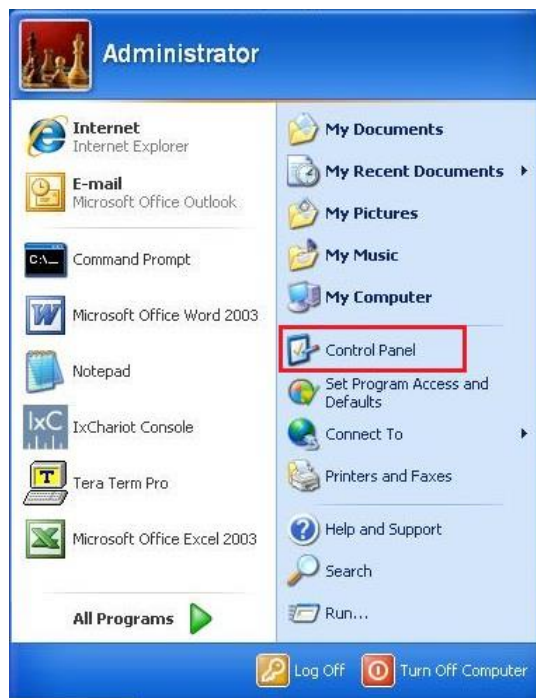 Administrator
Internet
Internet Explorer
E-mail
Microsoft Office Outlook
C:\_ Command Prompt
Microsoft Office Word 2003
Notepad
IxC IxChariot Console
T Tera Term Pro
Microsoft Office Excel 2003
All Programs
My Documents
My Recent Documents
My Pictures
My Music
My Computer
Control Panel
Set Program Access and
Defaults
Connect To
Printers and Faxes
Help and Support
Search
Run...
Log Off
Turn Off Computer